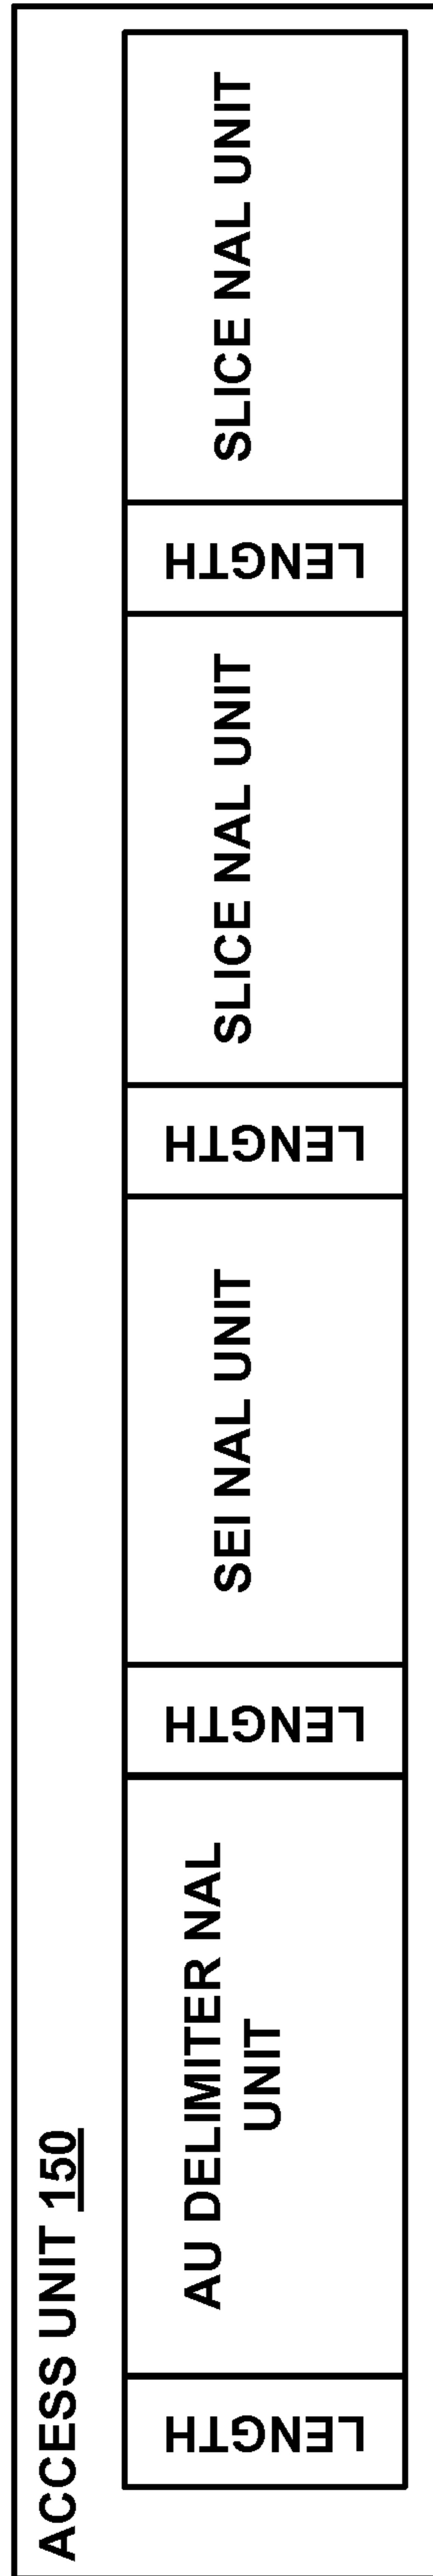 ACCESS UNIT 150
LENGTH
AU DELIMITER NAL
UNIT
LENGTH
SEI NAL UNIT
LENGTH
SLICE NAL UNIT
LENGTH
SLICE NAL UNIT